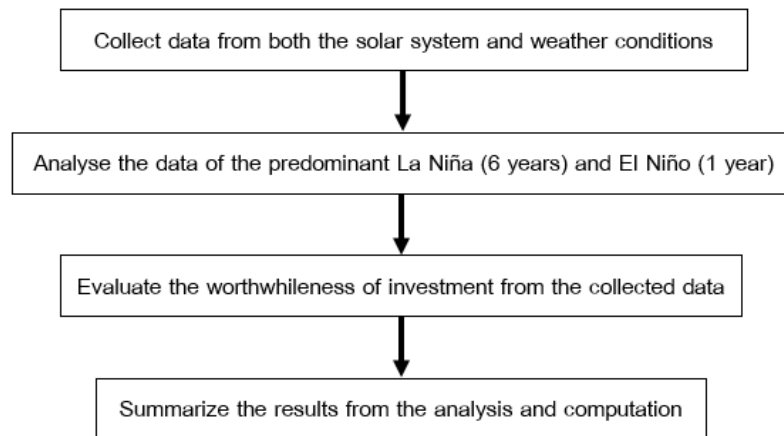 Collect data from both the solar system and weather conditions
Analyse the data of the predominant La Niña (6 years) and El Niño (1 year)
Evaluate the worthwhileness of investment from the collected data
Summarize the results from the analysis and computation